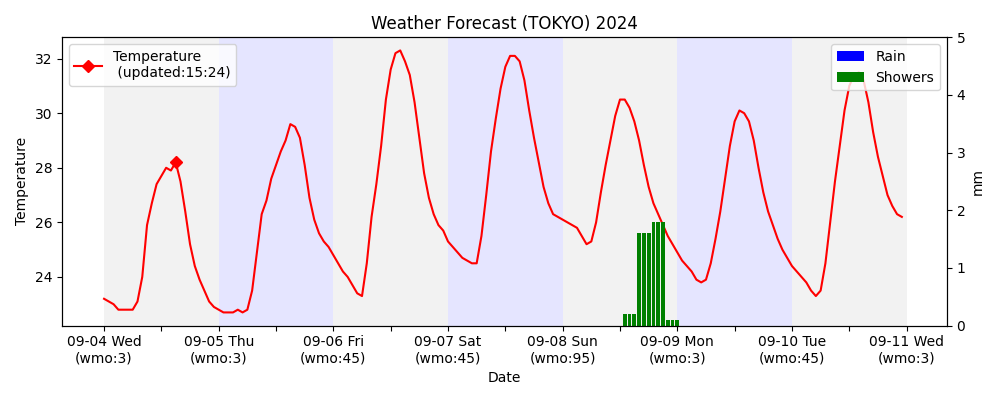 Weather Forecast (TOKYO) 2024
Temperature
(updated:15:24)
Rain
Showers
Temperature
32
30
28
26
24
5
4
3
2
1
0
mm
09-04 Wed
(wmo:3)
09-05 Thu
(wmo:3)
09-06 Fri
(wmo:45)
09-07 Sat
(wmo:45)
09-08 Sun
(wmo:95)
09-09 Mon
(wmo:3)
09-10 Tue
(wmo:45)
09-11 Wed
(wmo:3)
Date